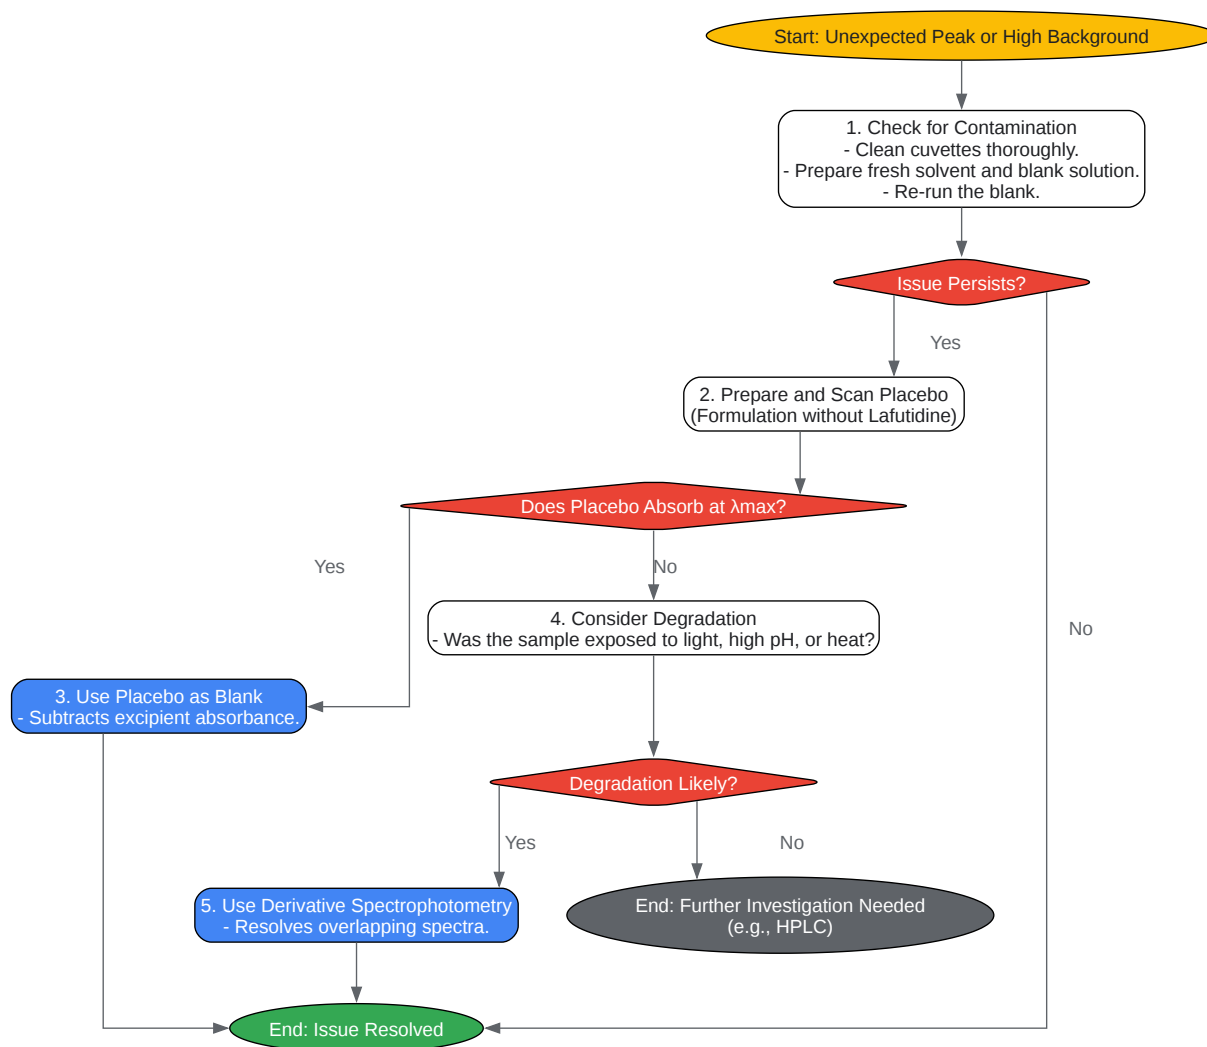 Start: Unexpected Peak or High Background
1. Check for Contamination
- Clean cuvettes thoroughly.
- Prepare fresh solvent and blank solution.
- Re-run the blank.
Issue Persists?
Yes
2. Prepare and Scan Placebo
(Formulation without Lafutidine)
Does Placebo Absorb at λmax?
Yes
No
4. Consider Degradation
- Was the sample exposed to light, high pH, or heat?
No
3. Use Placebo as Blank
- Subtracts excipient absorbance.
Degradation Likely?
Yes
No
5. Use Derivative Spectrophotometry
- Resolves overlapping spectra.
End: Further Investigation Needed
(e.g., HPLC)
End: Issue Resolved